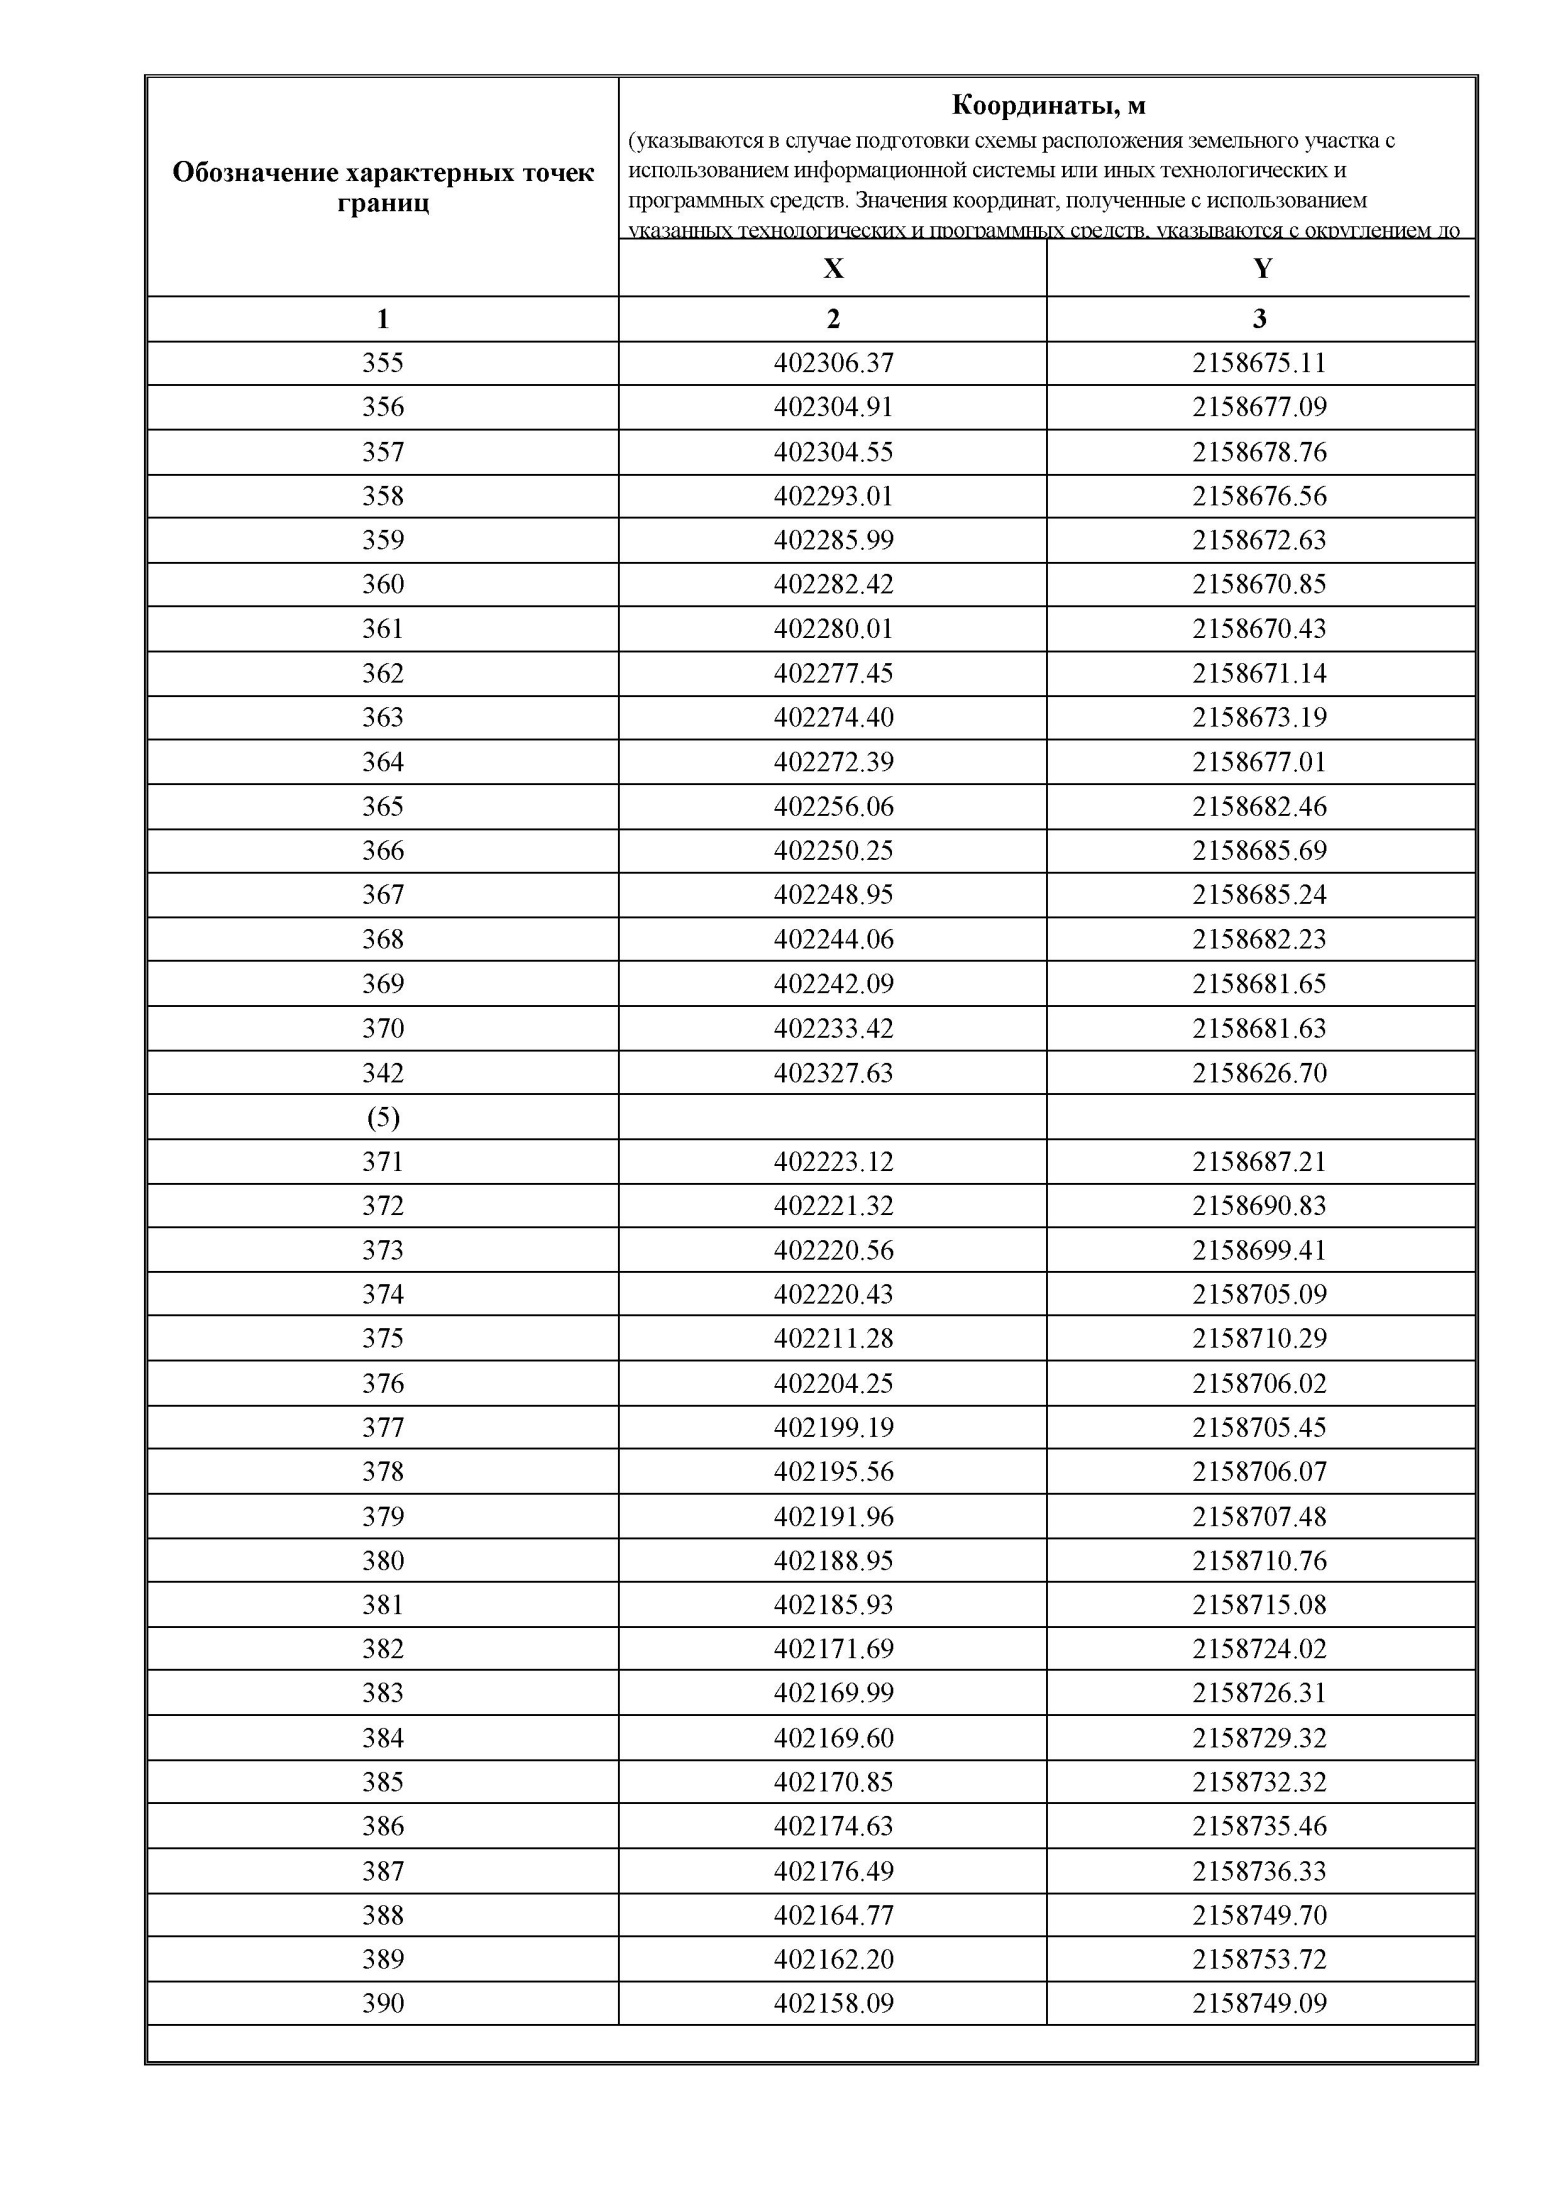 Обозначение характерных точек
границ
Координаты, м
(указываются в случае подготовки схемы расположения земельного участка с
использованием информационной системы или иных технологических и
программных средств. Значения координат, полученные с использованием
указанных технологических и программных средств, указываются с округлением до
X Y
1 2 3
355 402306.37 2158675.11
356 402304.91 2158677.09
357 402304.55 2158678.76
358 402293.01 2158676.56
359 402285.99 2158672.63
360 402282.42 2158670.85
361 402280.01 2158670.43
362 402277.45 2158671.14
363 402274.40 2158673.19
364 402272.39 2158677.01
365 402256.06 2158682.46
366 402250.25 2158685.69
367 402248.95 2158685.24
368 402244.06 2158682.23
369 402242.09 2158681.65
370 402233.42 2158681.63
342 402327.63 2158626.70
(5)
371 402223.12 2158687.21
372 402221.32 2158690.83
373 402220.56 2158699.41
374 402220.43 2158705.09
375 402211.28 2158710.29
376 402204.25 2158706.02
377 402199.19 2158705.45
378 402195.56 2158706.07
379 402191.96 2158707.48
380 402188.95 2158710.76
381 402185.93 2158715.08
382 402171.69 2158724.02
383 402169.99 2158726.31
384 402169.60 2158729.32
385 402170.85 2158732.32
386 402174.63 2158735.46
387 402176.49 2158736.33
388 402164.77 2158749.70
389 402162.20 2158753.72
390 402158.09 2158749.09